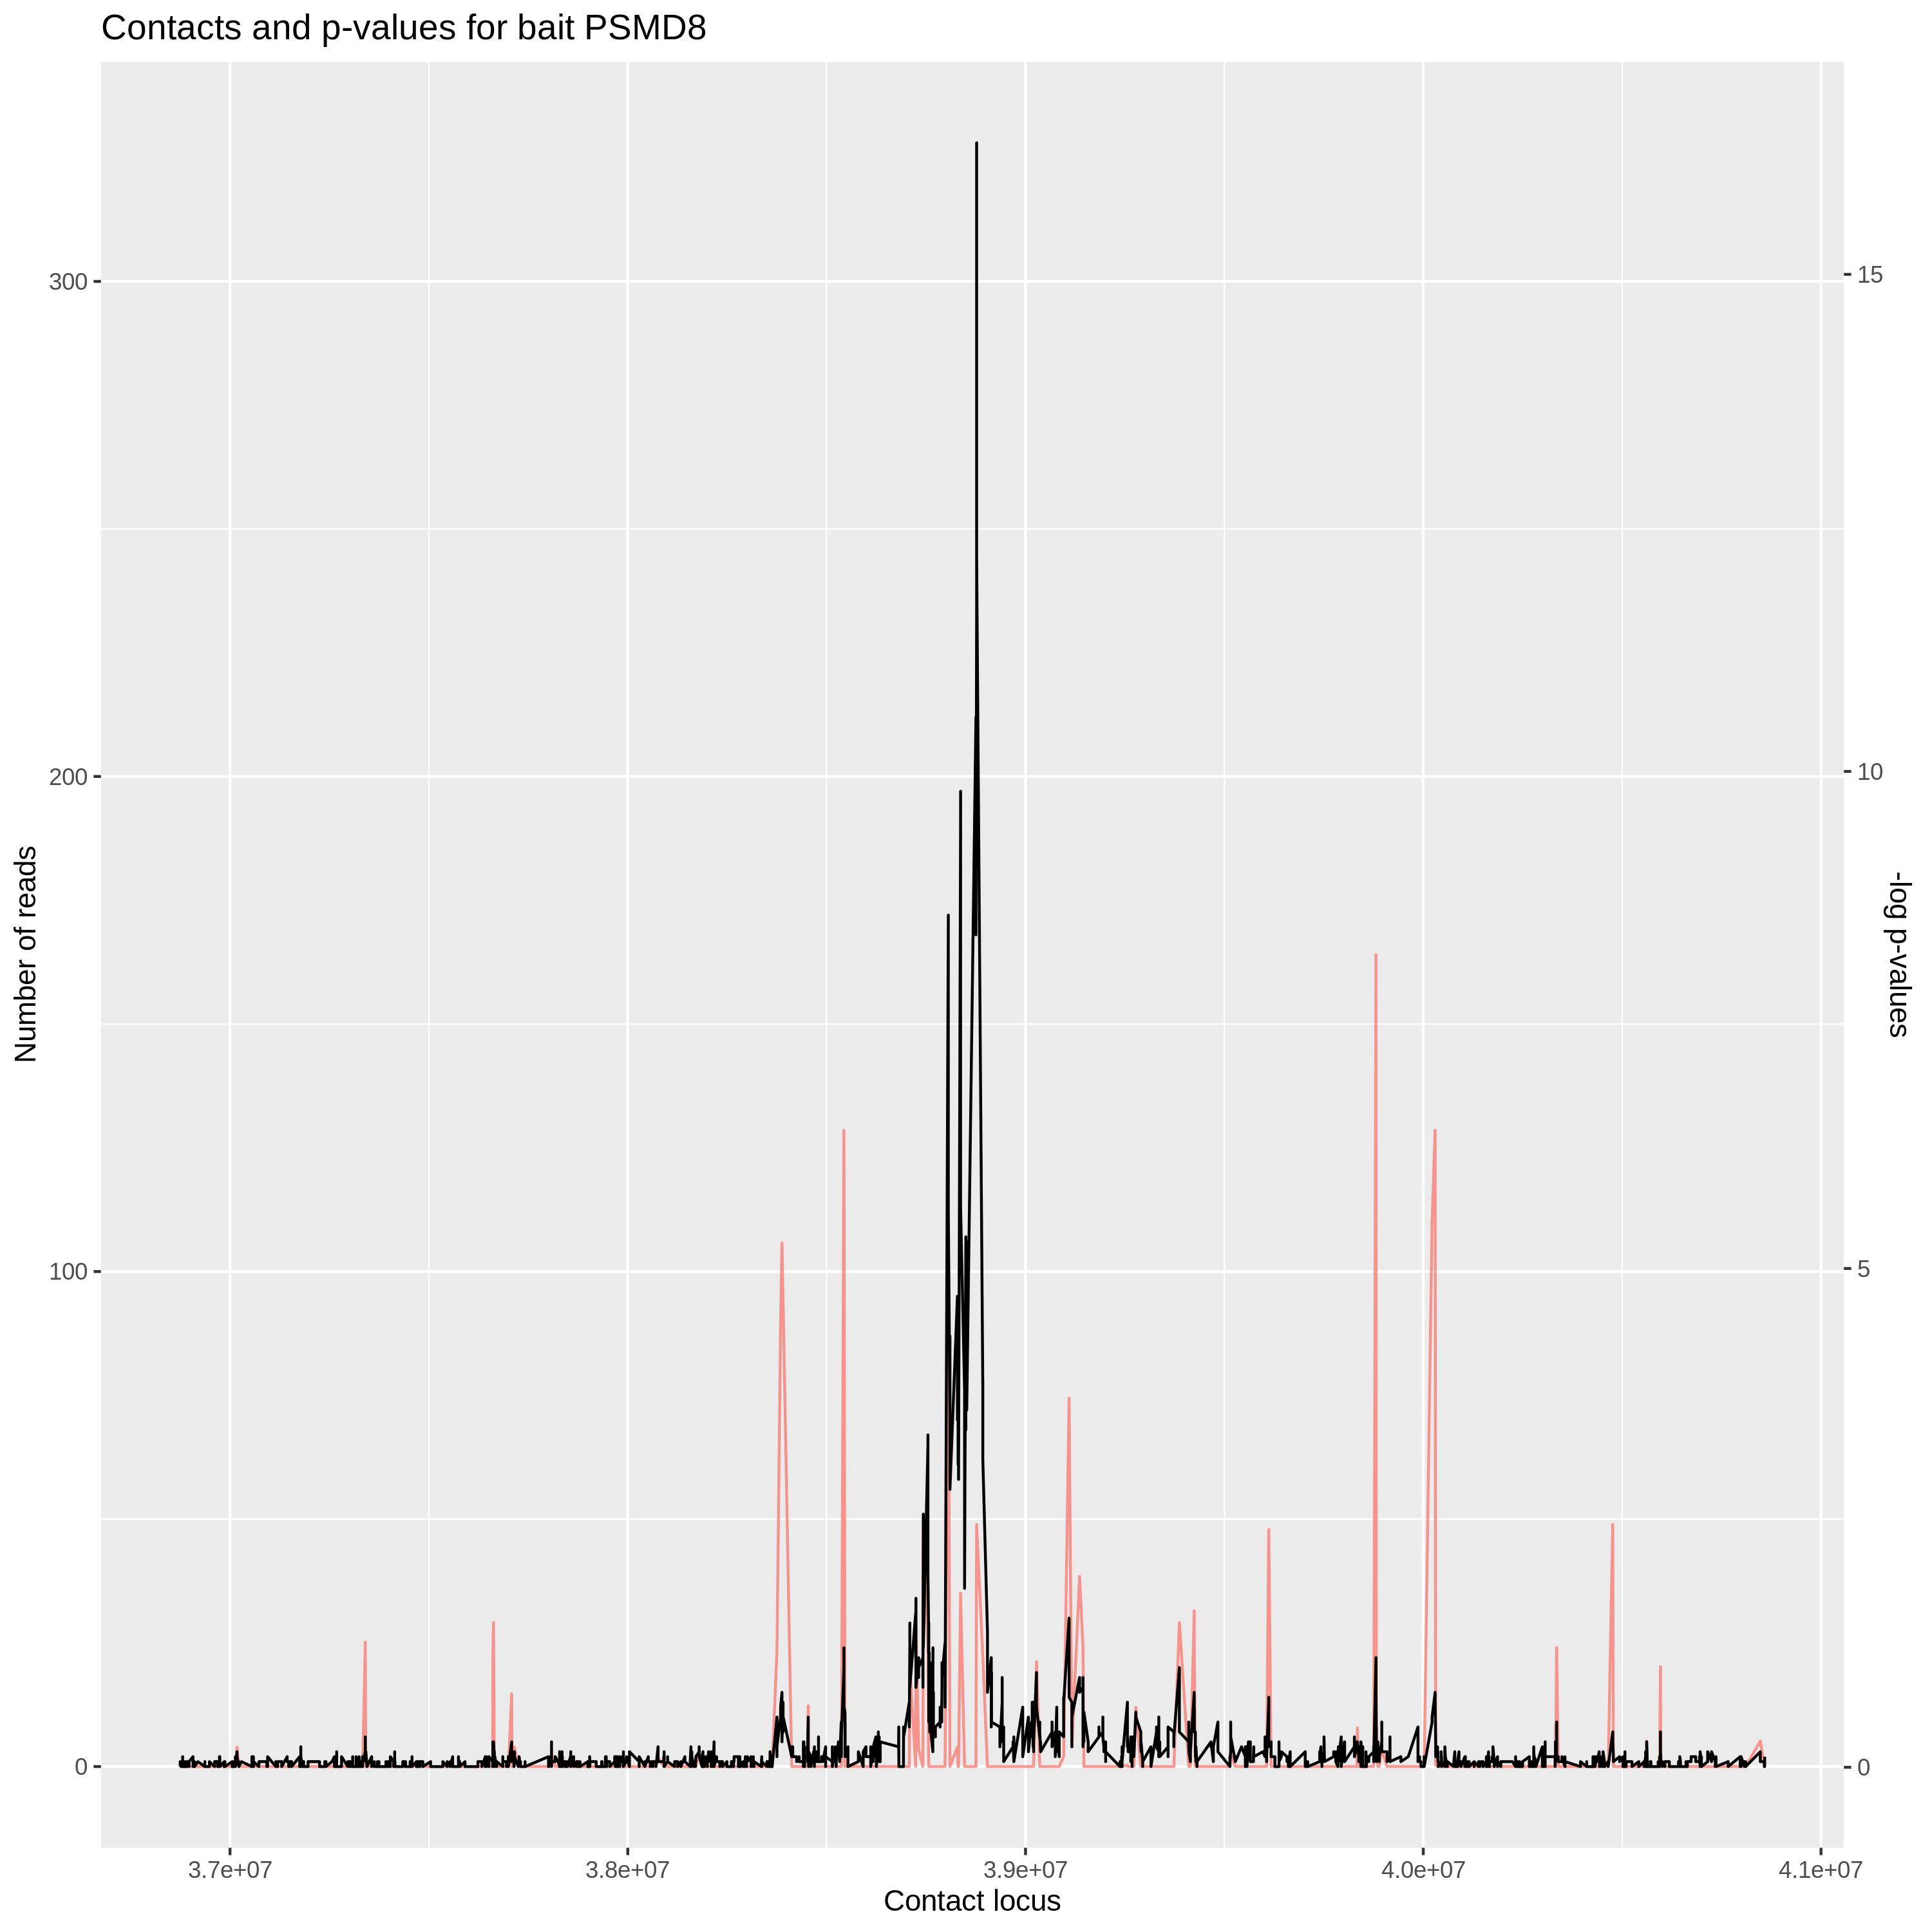 Contacts and p-values for bait PSMD8
300
200
100
0
15
10
5
0
Number of reads
-log p-values
3.7e+07
3.8e+07
3.9e+07
4.0e+07
4.1e+07
Contact locus